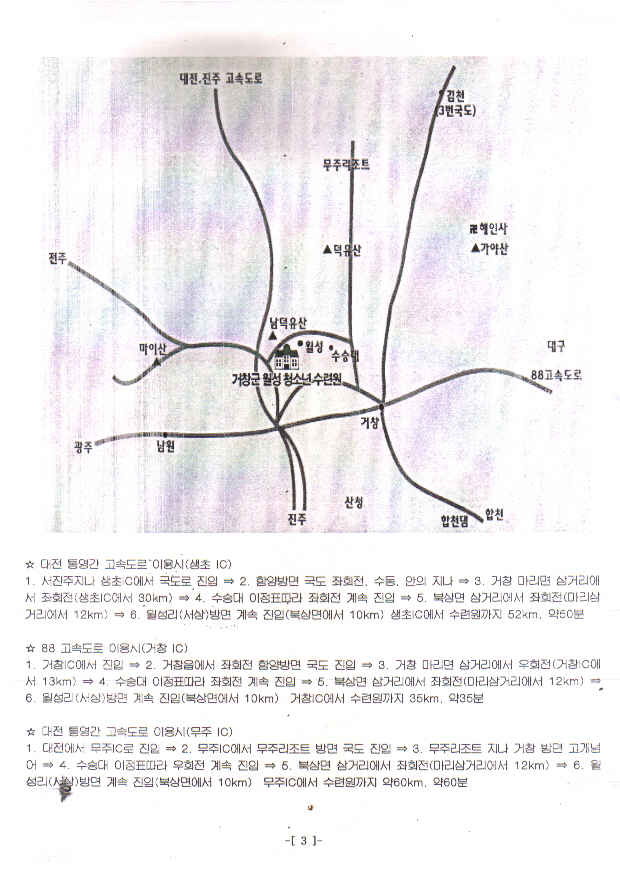 대전.진주 고속도로
김천
(3번국도)
무주리조트
해인사
덕유산
가야산
전주
남덕유산
마이산
월성
수승대
대구
거창군 월성 청소년수련원
88고속도로
거창
광주
남원
산청
진주
합천댐
합천
☆ 대전 통영간 고속도로 이용시(생초 IC)
1. 서진주지나 생초IC에서 국도로 진입 ⇒ 2. 함양방면 국도 좌회전, 수동, 안의 지나 ⇒ 3. 거창 마리면 삼거리에
서 좌회전(생초IC에서 30km) ⇒ 4. 수승대 이정표따라 좌회전 계속 진입 ⇒ 5. 북상면 삼거리에서 좌회전(마리삼
거리에서 12km) ⇒ 6. 월성리(서상)방면 계속 진입(북상면에서 10km) 생초IC에서 수련원까지 52km, 약50분
☆ 88 고속도로 이용시(거창 IC)
1. 거창IC에서 진입 ⇒ 2. 거창읍에서 좌회전 함양방면 국도 진입 ⇒ 3. 거창 마리면 삼거리에서 우회전(거창IC에
서 13km) ⇒ 4. 수승대 이정표따라 좌회전 계속 진입 ⇒ 5. 북상면 삼거리에서 좌회전(마리삼거리에서 12km) ⇒
6. 월성리(서상)방면 계속 진입(북상면에서 10km) 거창IC에서 수련원까지 35km, 약35분
☆ 대전 통영간 고속도로 이용시(무주 IC)
1. 대전에서 무주IC로 진입 ⇒ 2. 무주IC에서 무주리조트 방면 국도 진입 ⇒ 3. 무주리조트 지나 거창 방면 고개넘
어 ⇒ 4. 수승대 이정표따라 우회전 계속 진입 ⇒ 5. 북상면 삼거리에서 좌회전(마리삼거리에서 12km) ⇒ 6. 월
성리(서상)방면 계속 진입(북상면에서 10km) 무주IC에서 수련원까지 약60km, 약60분
-[ 3 ]-